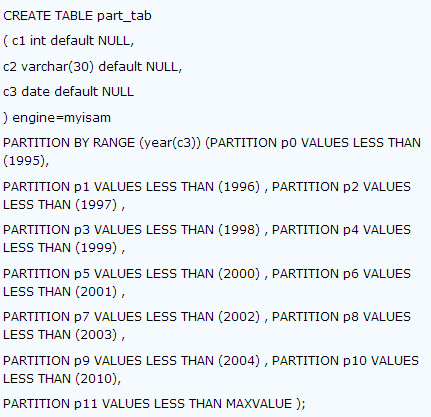 CREATE TABLE part_tab
( c1 int default NULL,
c2 varchar(30) default NULL,
c3 date default NULL
) engine=myisam
PARTITION BY RANGE (year(c3)) (PARTITION p0 VALUES LESS THAN
(1995),
PARTITION p1 VALUES LESS THAN (1996) , PARTITION p2 VALUES
LESS THAN (1997) ,
PARTITION p3 VALUES LESS THAN (1998) , PARTITION p4 VALUES
LESS THAN (1999) ,
PARTITION p5 VALUES LESS THAN (2000) , PARTITION p6 VALUES
LESS THAN (2001) ,
PARTITION p7 VALUES LESS THAN (2002) , PARTITION p8 VALUES
LESS THAN (2003) ,
PARTITION p9 VALUES LESS THAN (2004) , PARTITION p10 VALUES
LESS THAN (2010),
PARTITION p11 VALUES LESS THAN MAXVALUE );